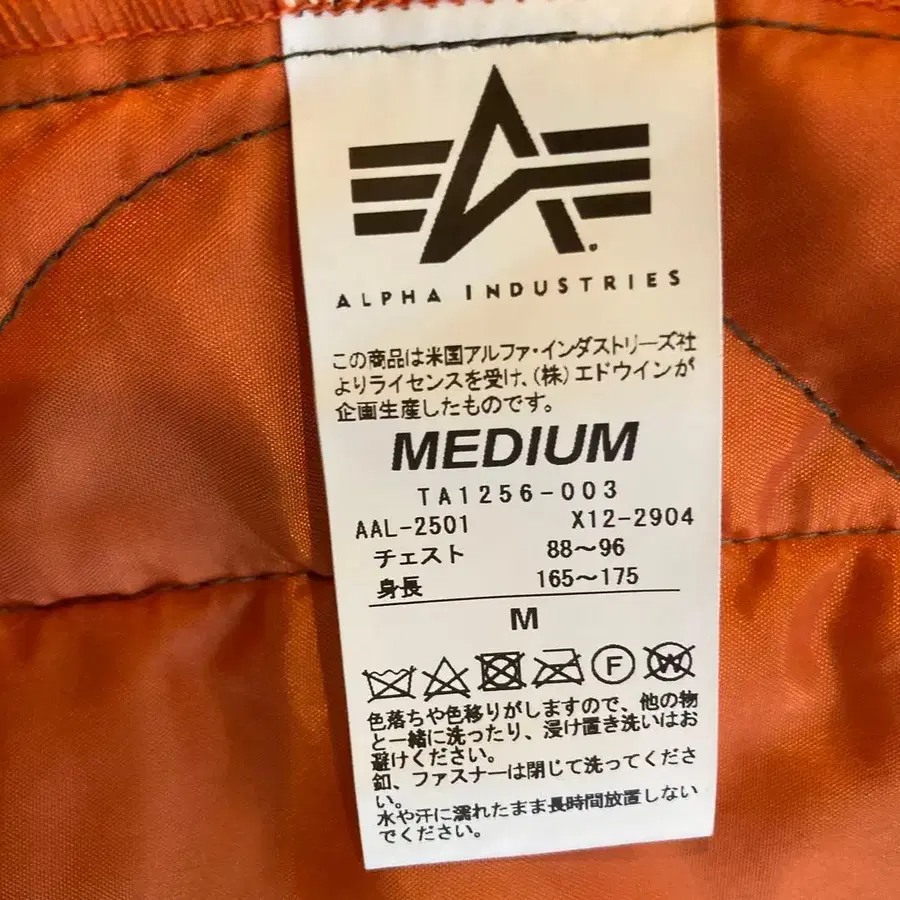 ALPHA INDUSTRIES
この商品は米国アルファ・インダストリーズ社
よりライセンスを受け、(株)エドウインが
企画生産したものです。
MEDIUM
TA1256-003
AAL-2501 X12-2904
チェスト 88〜96
身長 165〜175
M
F W
色落ちや色移りがしますので、他の物
と一緒に洗ったり、浸け置き洗いはお
避けください。
釦、ファスナーは閉じて洗ってくださ
い。
水や汗に濡れたまま長時間放置しない
でください。